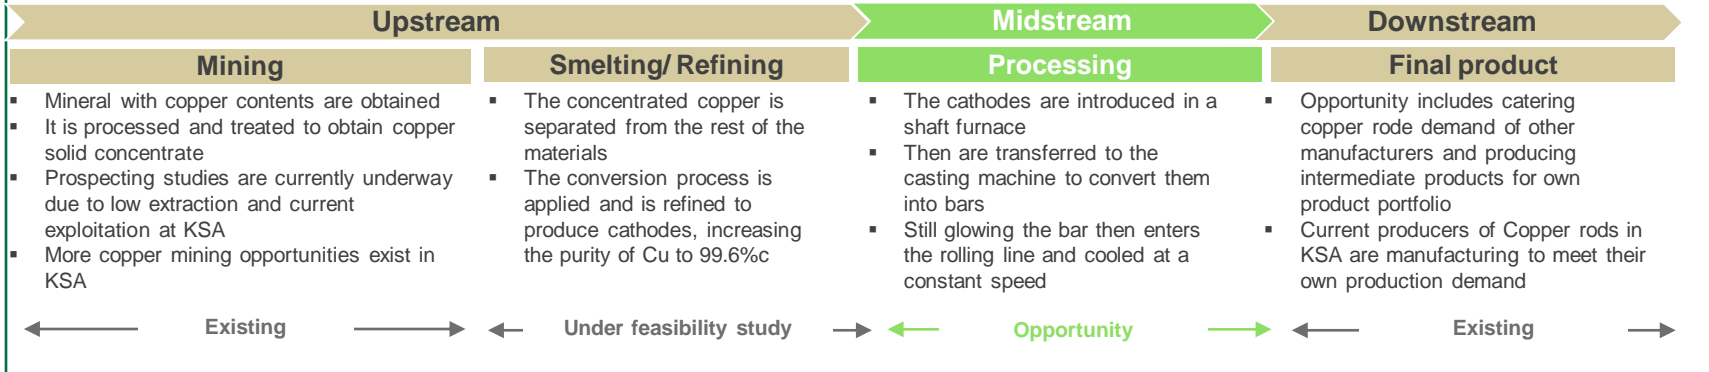 Upstream
Midstream
Downstream
Mining
Smelting/ Refining
Processing
Final product
▪ Mineral with copper contents are obtained
▪ It is processed and treated to obtain copper
solid concentrate
▪ Prospecting studies are currently underway
due to low extraction and current
exploitation at KSA
▪ More copper mining opportunities exist in
KSA
▪ The concentrated copper is
separated from the rest of the
materials
▪ The conversion process is
applied and is refined to
produce cathodes, increasing
the purity of Cu to 99.6%c
▪ The cathodes are introduced in a
shaft furnace
▪ Then are transferred to the
casting machine to convert them
into bars
▪ Still glowing the bar then enters
the rolling line and cooled at a
constant speed
▪ Opportunity includes catering
copper rode demand of other
manufacturers and producing
intermediate products for own
product portfolio
▪ Current producers of Copper rods in
KSA are manufacturing to meet their
own production demand
Existing
Under feasibility study
Opportunity
Existing